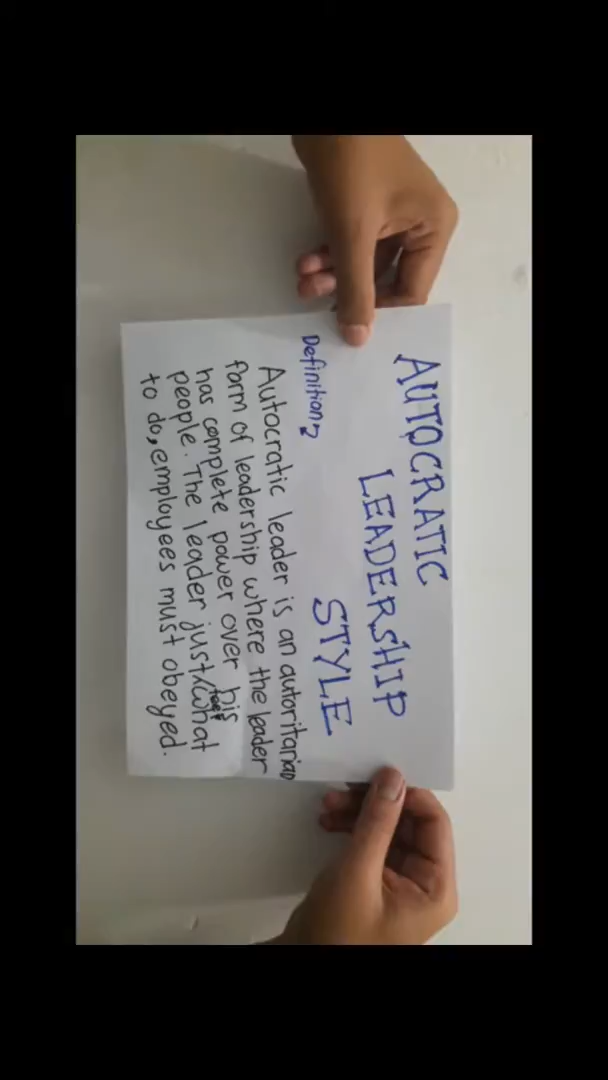 AUTOCRATIC
LEADERSHIP
STYLE
Definition
Autocratic leader is an autoritarian
form of leadership where the leader
has complete power over his
people. The leader just what
to do, employees must obeyed.